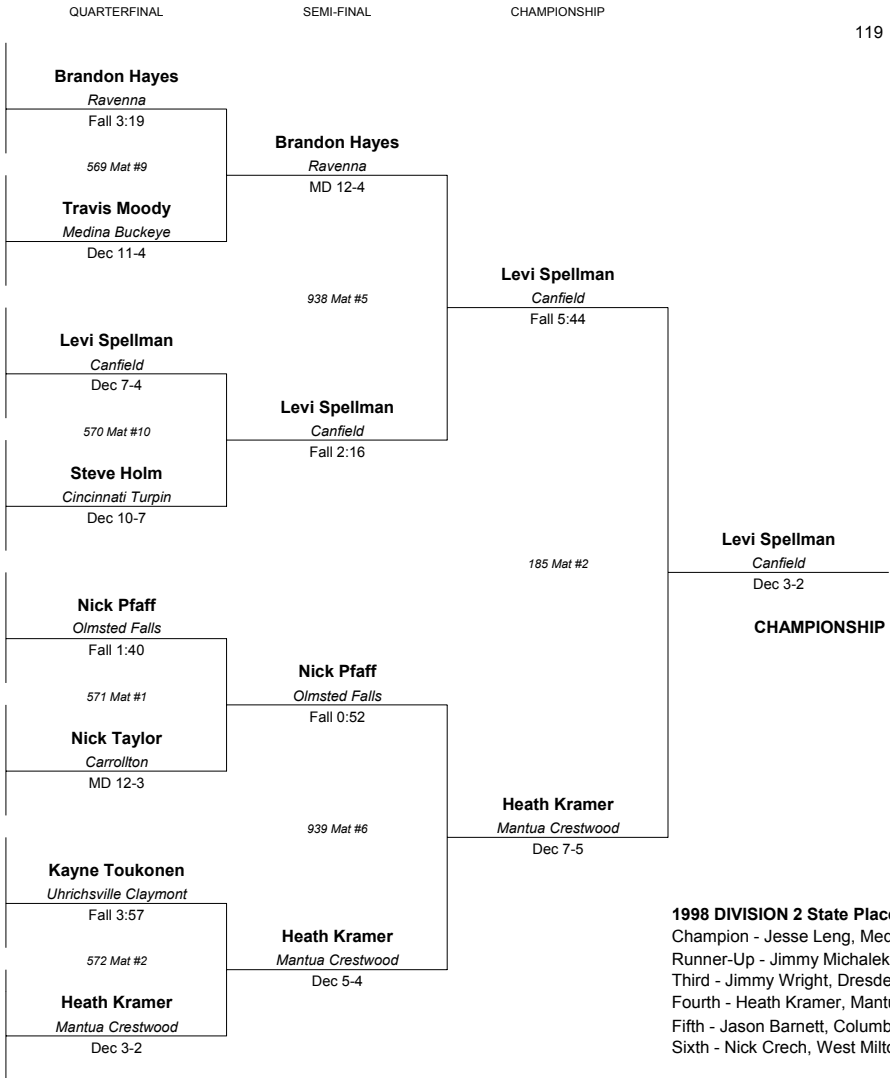 QUARTERFINAL SEMI-FINAL CHAMPIONSHIP
119
Brandon Hayes
Ravenna
Fall 3:19
569 Mat #9
Travis Moody
Medina Buckeye
Dec 11-4
Levi Spellman
Canfield
Dec 7-4
570 Mat #10
Steve Holm
Cincinnati Turpin
Dec 10-7
Nick Pfaff
Olmsted Falls
Fall 1:40
571 Mat #1
Nick Taylor
Carrollton
MD 12-3
Kayne Toukonen
Uhrichsville Claymont
Fall 3:57
572 Mat #2
Heath Kramer
Mantua Crestwood
Dec 3-2
Brandon Hayes
Ravenna
MD 12-4
938 Mat #5
Levi Spellman
Canfield
Fall 2:16
Nick Pfaff
Olmsted Falls
Fall 0:52
939 Mat #6
Heath Kramer
Mantua Crestwood
Dec 5-4
Levi Spellman
Canfield
Fall 5:44
185 Mat #2
Heath Kramer
Mantua Crestwood
Dec 7-5
Levi Spellman
Canfield
Dec 3-2
CHAMPIONSHIP
1998 DIVISION 2 State Place
Champion - Jesse Leng, Med
Runner-Up - Jimmy Michalek
Third - Jimmy Wright, Dresde
Fourth - Heath Kramer, Mantu
Fifth - Jason Barnett, Columb
Sixth - Nick Crech, West Milto